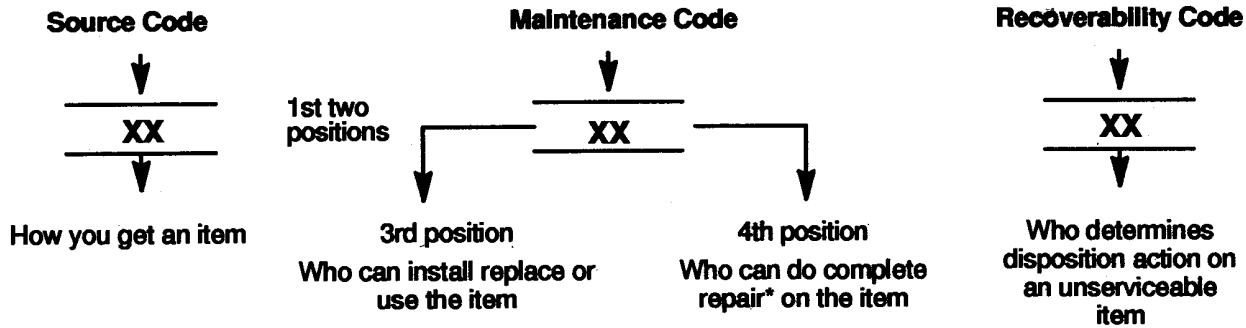 Source Code
XX
How you get an item
1st two
positions
Maintenance Code
XX
3rd position
Who can install replace or
use the item
4th position
Who can do complete
repair* on the item
Recoverability Code
XX
Who determines
disposition action on
an unserviceable
item